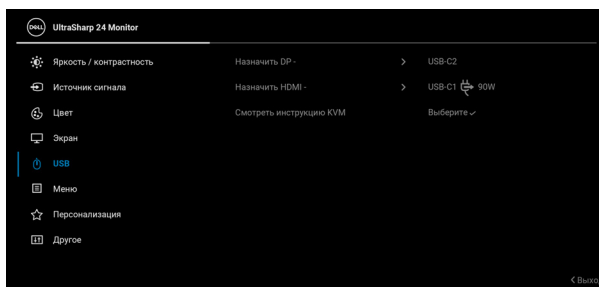 DELL UltraSharp 24 Monitor
Яркость / контрастность Назначить DP - > USB-C2
Источник сигнала Назначить HDMI - > USB-C1 90W
Цвет Смотреть инструкцию KVM Выберите ✓
Экран
USB
Меню
Персонализация
Другое
< Выхо